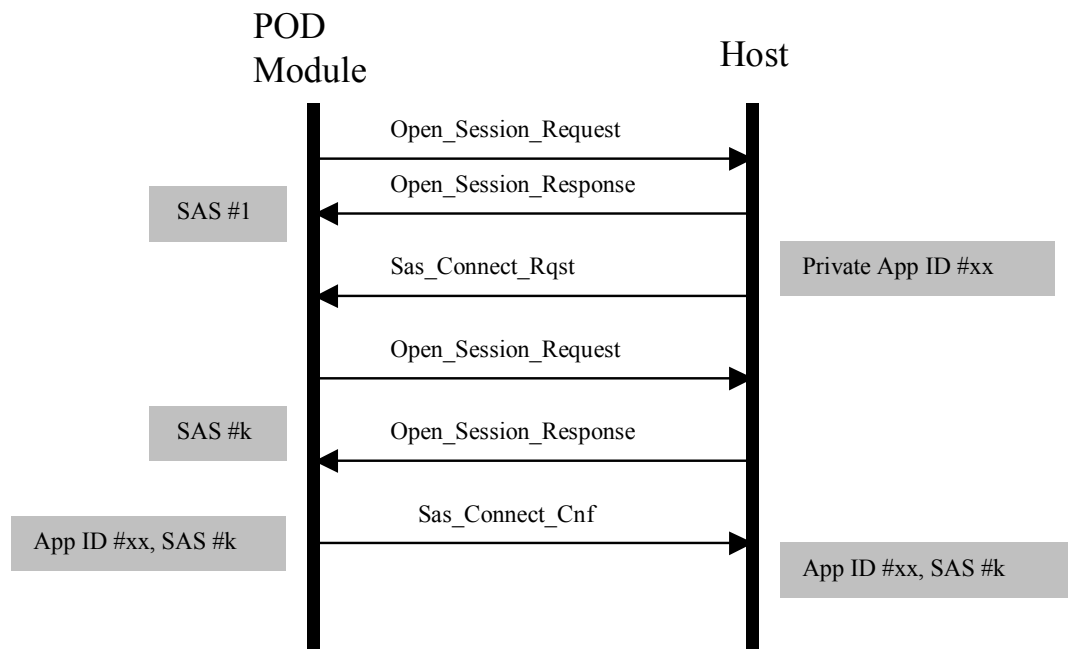 POD
Module
Host
Open_Session_Request
Open_Session_Response
SAS #1
Sas_Connect_Rqst
Private App ID #xx
Open_Session_Request
SAS #k
Open_Session_Response
Sas_Connect_Cnf
App ID #xx, SAS #k
App ID #xx, SAS #k